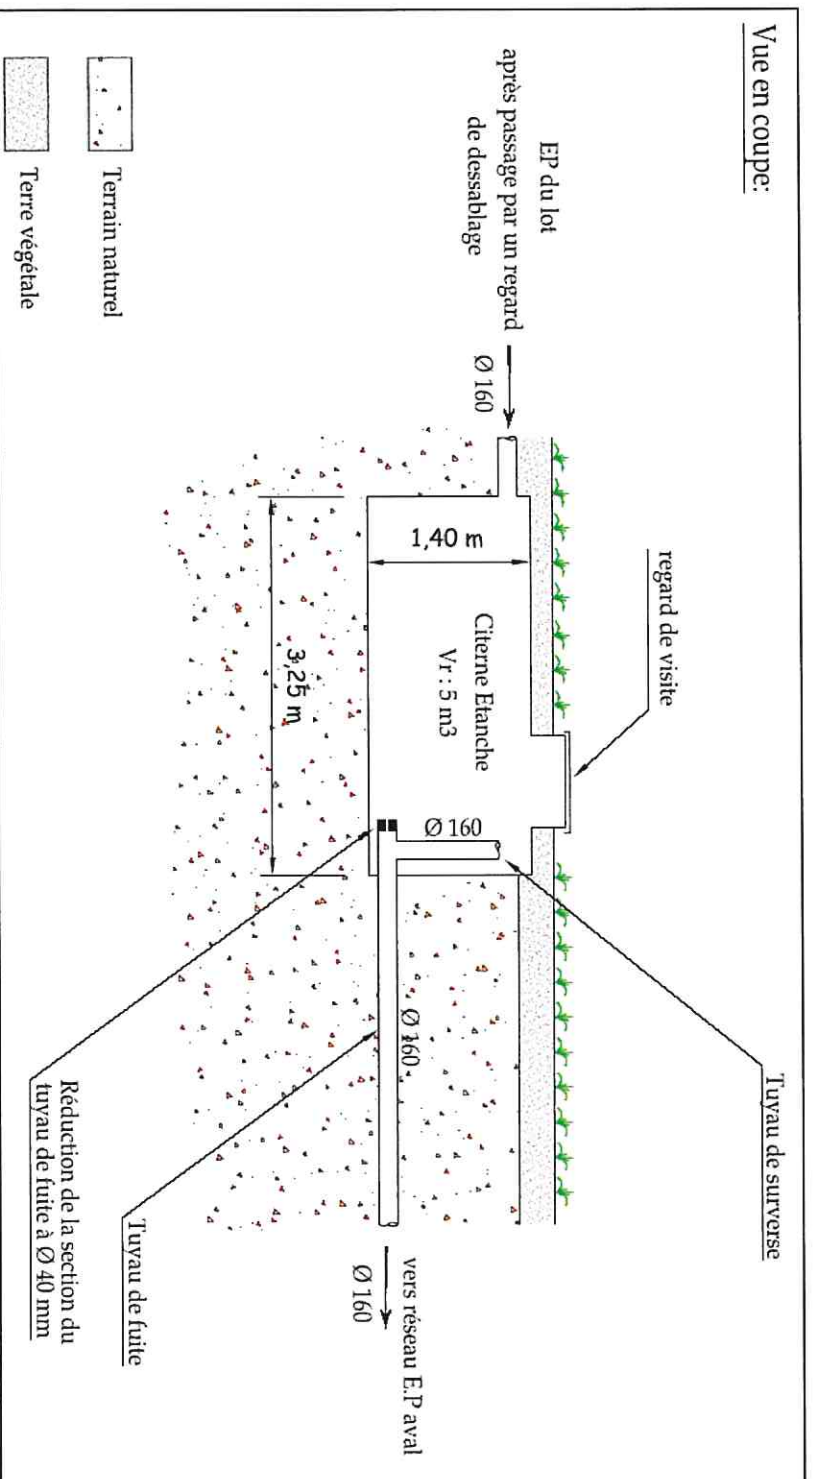 Vue en coupe:
EP du lot
après passage par un regard
de dessablage
Ø 160
regard de visite
Tuyau de surverse
1,40 m
Citerne Etanche
Vr : 5 m3
Ø 160
3,25 m
Ø 160
vers réseau E.P aval
Ø 160
Terrain naturel
Terre végétale
Tuyau de fuite
Réduction de la section du
tuyau de fuite à Ø 40 mm